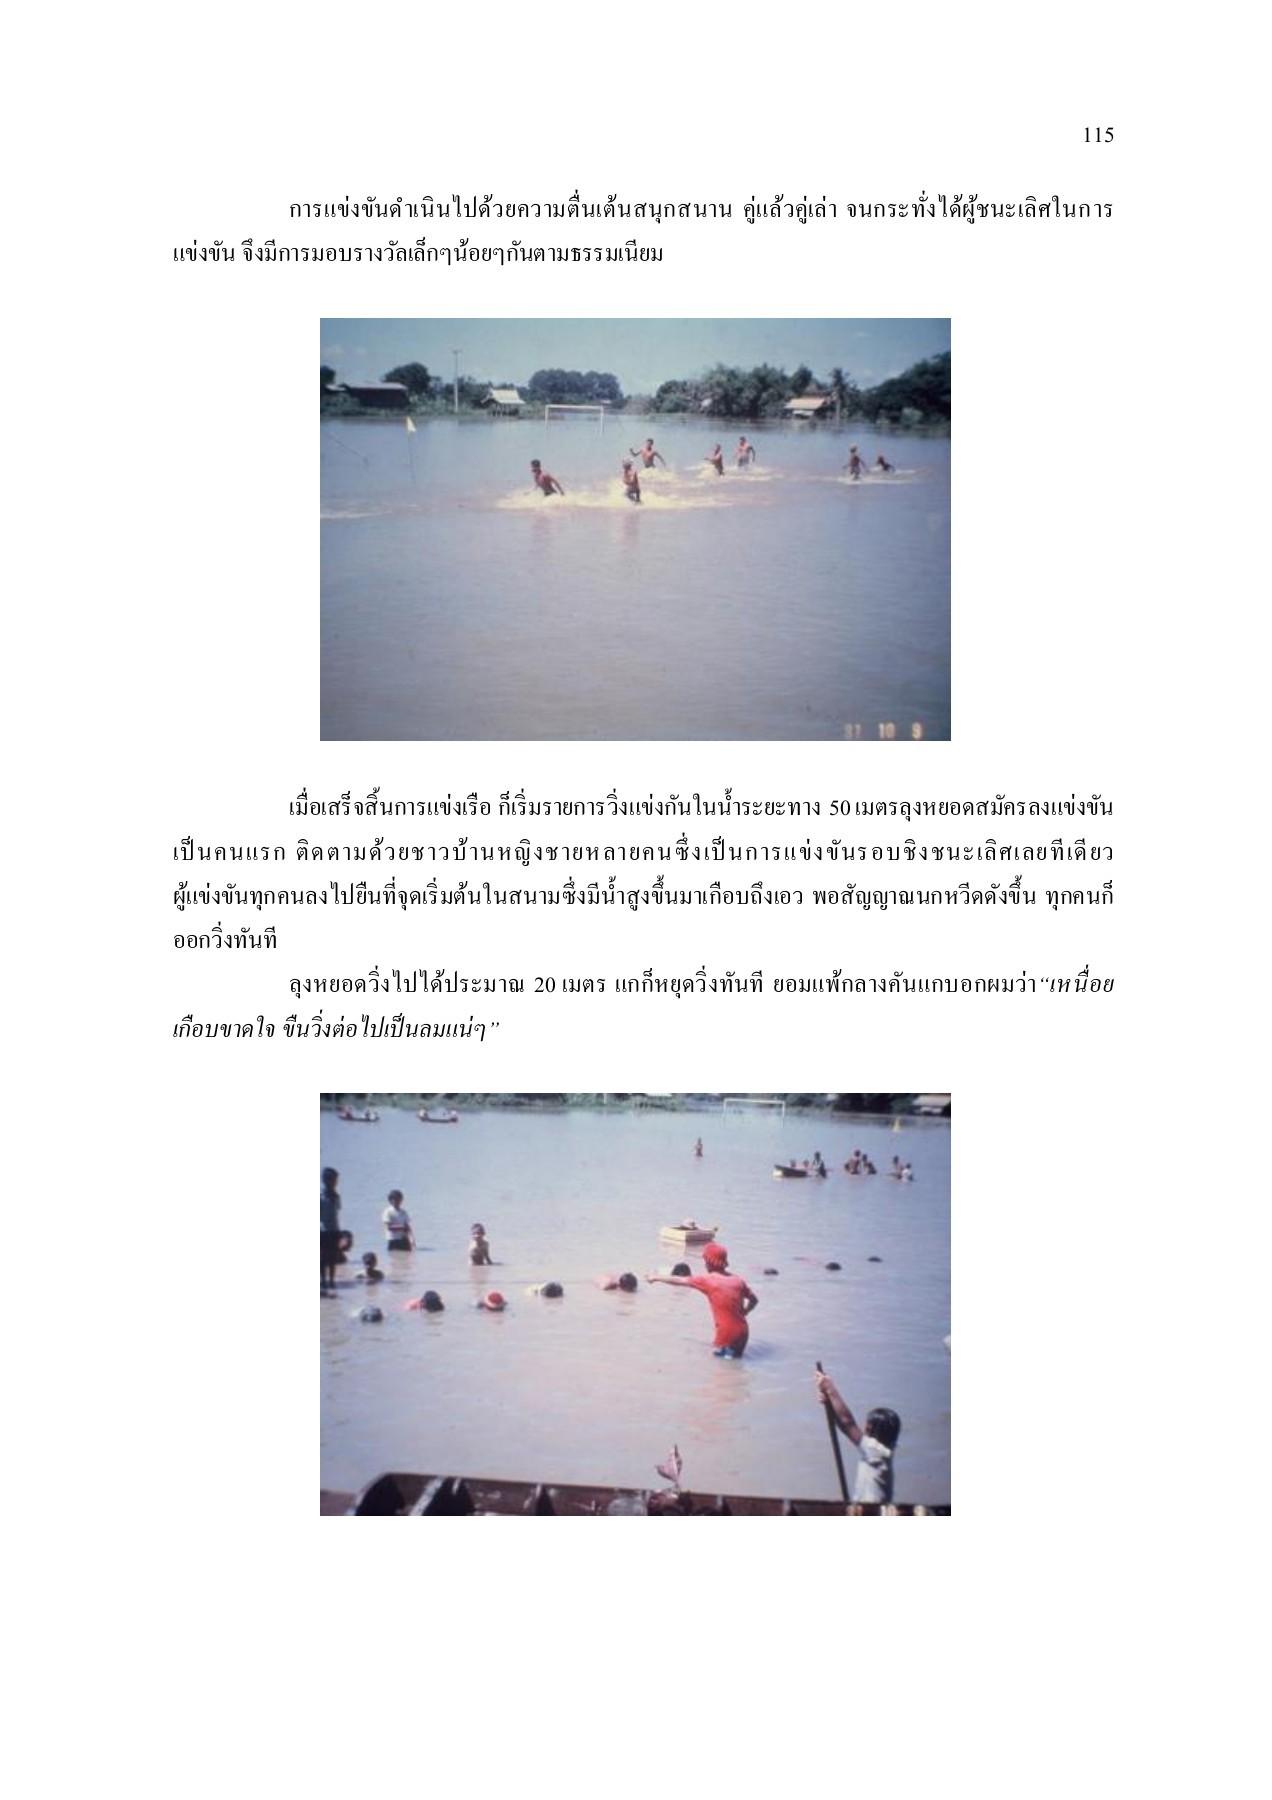 115
การแข่งขันดำเนินไปด้วยความตื่นเต้นสนุกสนาน คู่แล้วคู่เล่า จนกระทั่งได้ผู้ชนะเลิศในการ
แข่งขัน จึงมีการมอบรางวัลเล็กๆน้อยๆกันตามธรรมเนียม
10 9
เมื่อเสร็จสิ้นการแข่งเรือ ก็เริ่มรายการวิ่งแข่งกันในน้ำระยะทาง 50 เมตรลุงหยอดสมัครลงแข่งขัน
เป็นคนแรก ติดตามด้วยชาวบ้านหญิงชายหลายคนซึ่งเป็นการแข่งขันรอบชิงชนะเลิศเลยทีเดียว
ผู้แข่งขันทุกคนลงไปยืนที่จุดเริ่มต้นในสนามซึ่งมีน้ำสูงขึ้นมาเกือบถึงเอว พอสัญญาณนกหวีดดังขึ้น ทุกคนก็
ออกวิ่งทันที
ลุงหยอดวิ่งไปได้ประมาณ 20 เมตร แกก็หยุดวิ่งทันที ยอมแพ้กลางคันแกบอกผมว่า “เหนื่อย
เกือบขาดใจ ขืนวิ่งต่อไปเป็นลมแน่ๆ”